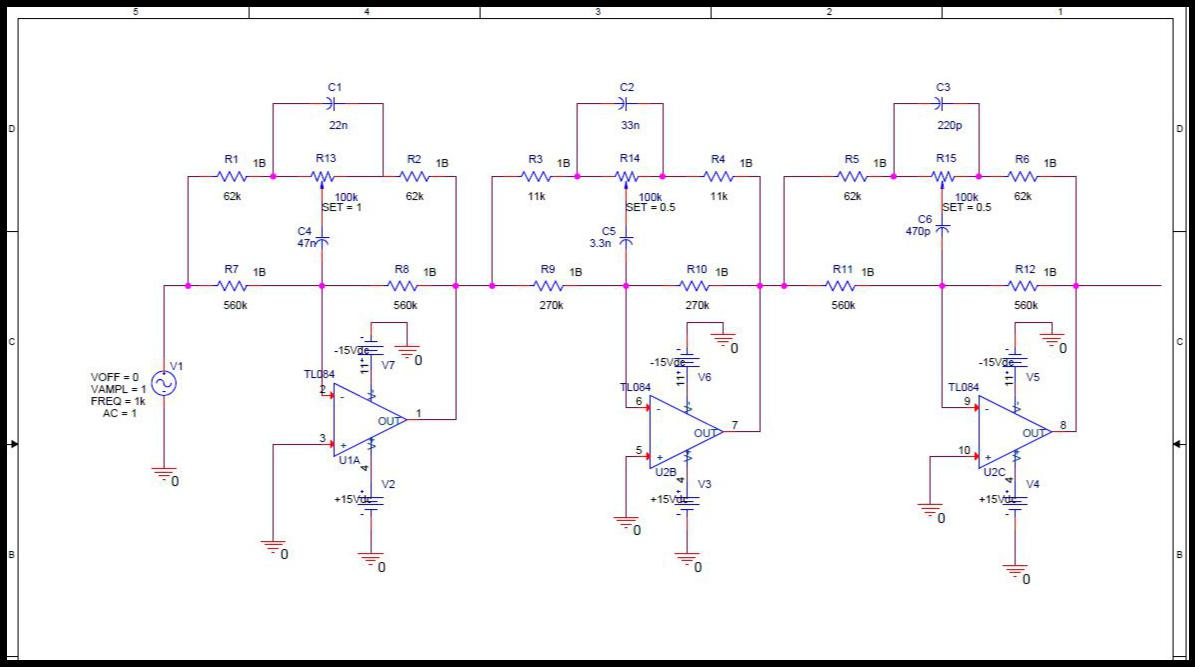 5 4 3 2 1
C1 C2 C3
22n 33n 220p
D D
R1 1B R13 R2 1B R3 1B R14 R4 1B R5 1B R15 R6 1B
62k 100k 62k 11k 100k 11k 62k 100k 62k
SET = 1 SET = 0.5 SET = 0.5
C4 C5 C6
47n 3.3n 470p
R7 1B R8 1B R9 1B R10 1B R11 1B R12 1B
560k 560k 270k 270k 560k 560k
C C
0 0 0
-15Vdc -15Vdc -15Vdc
V1 11 V7 11 V6 11 V5
VOFF = 0
VAMPL = 1
FREQ = 1k
AC = 1
TL084 TL084 TL084
2 - V- 6 - V- 9 - V-
OUT 1 OUT 7 OUT 8
3 + V+ 5 + V+ 10 + V+
U1A U2B U2C
4 V2 4 V3 4 V4
+15Vdc +15Vdc +15Vdc
0 0 0
B B
0 0 0 0